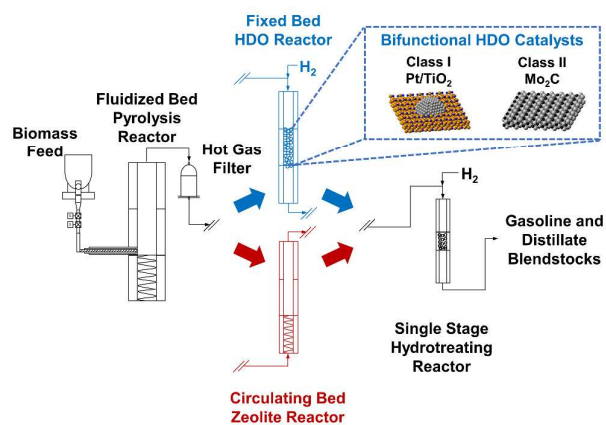 Fixed Bed
HDO Reactor
H2
Bifunctional HDO Catalysts
Class I
Pt/TiO2
Class II
Mo2C
Fluidized Bed
Pyrolysis
Reactor
Biomass
Feed
Hot Gas
Filter
H2
Gasoline and
Distillate
Blendstocks
Single Stage
Hydrotreating
Reactor
Circulating Bed
Zeolite Reactor